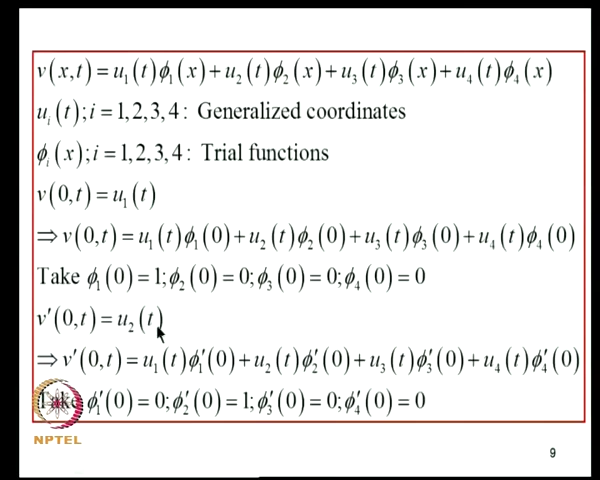 v(x,t) = u₁(t)ϕ₁(x) + u₂(t)ϕ₂(x) + u₃(t)ϕ₃(x) + u₄(t)ϕ₄(x)
uᵢ(t); i = 1,2,3,4 : Generalized coordinates
ϕᵢ(x); i = 1,2,3,4 : Trial functions
v(0,t) = u₁(t)
⇒ v(0,t) = u₁(t)ϕ₁(0) + u₂(t)ϕ₂(0) + u₃(t)ϕ₃(0) + u₄(t)ϕ₄(0)
Take ϕ₁(0) = 1; ϕ₂(0) = 0; ϕ₃(0) = 0; ϕ₄(0) = 0
v′(0,t) = u₂(t)
⇒ v′(0,t) = u₁(t)ϕ₁′(0) + u₂(t)ϕ₂′(0) + u₃(t)ϕ₃′(0) + u₄(t)ϕ₄′(0)
Take ϕ₁′(0) = 0; ϕ₂′(0) = 1; ϕ₃′(0) = 0; ϕ₄′(0) = 0
NPTEL
9